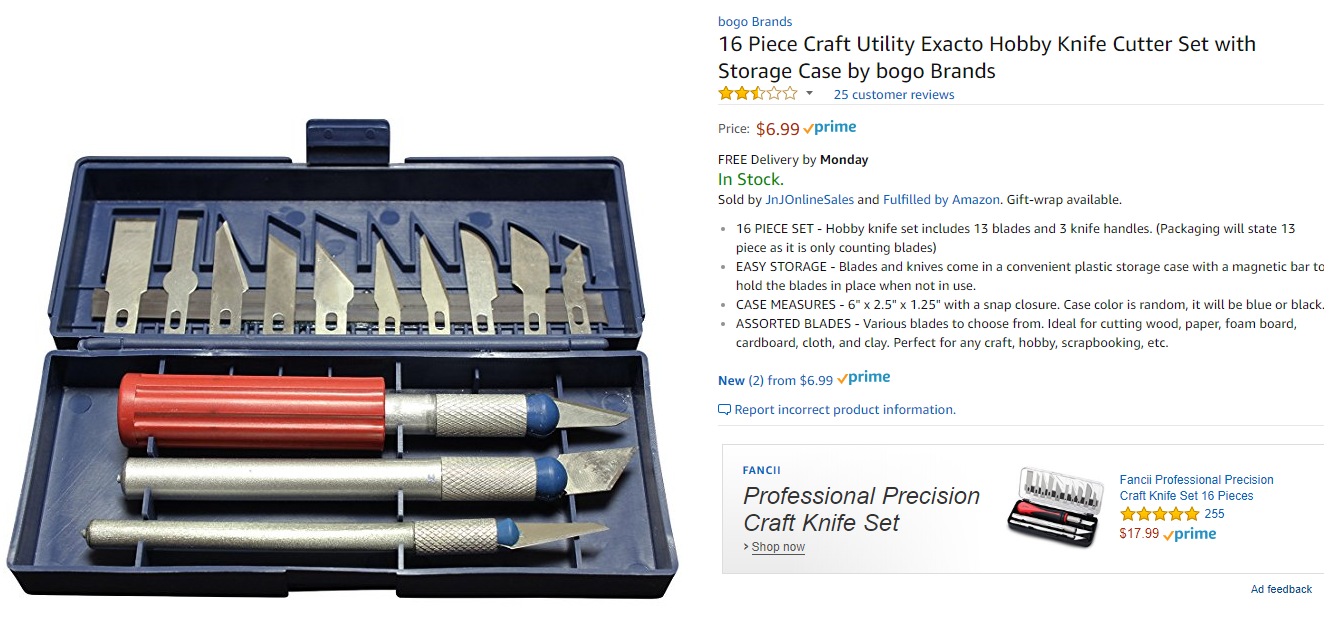 bogo Brands
16 Piece Craft Utility Exacto Hobby Knife Cutter Set with
Storage Case by bogo Brands
25 customer reviews
Price: $6.99 prime
FREE Delivery by Monday
In Stock.
Sold by JnJOnlineSales and Fulfilled by Amazon. Gift-wrap available.
16 PIECE SET - Hobby knife set includes 13 blades and 3 knife handles. (Packaging will state 13
piece as it is only counting blades)
EASY STORAGE - Blades and knives come in a convenient plastic storage case with a magnetic bar to
hold the blades in place when not in use.
CASE MEASURES - 6" x 2.5" x 1.25" with a snap closure. Case color is random, it will be blue or black.
ASSORTED BLADES - Various blades to choose from. Ideal for cutting wood, paper, foam board,
cardboard, cloth, and clay. Perfect for any craft, hobby, scrapbooking, etc.
New (2) from $6.99 prime
Report incorrect product information.
FANCII
Professional Precision
Craft Knife Set
› Shop now
Fancii Professional Precision
Craft Knife Set 16 Pieces
255
$17.99 prime
Ad feedback